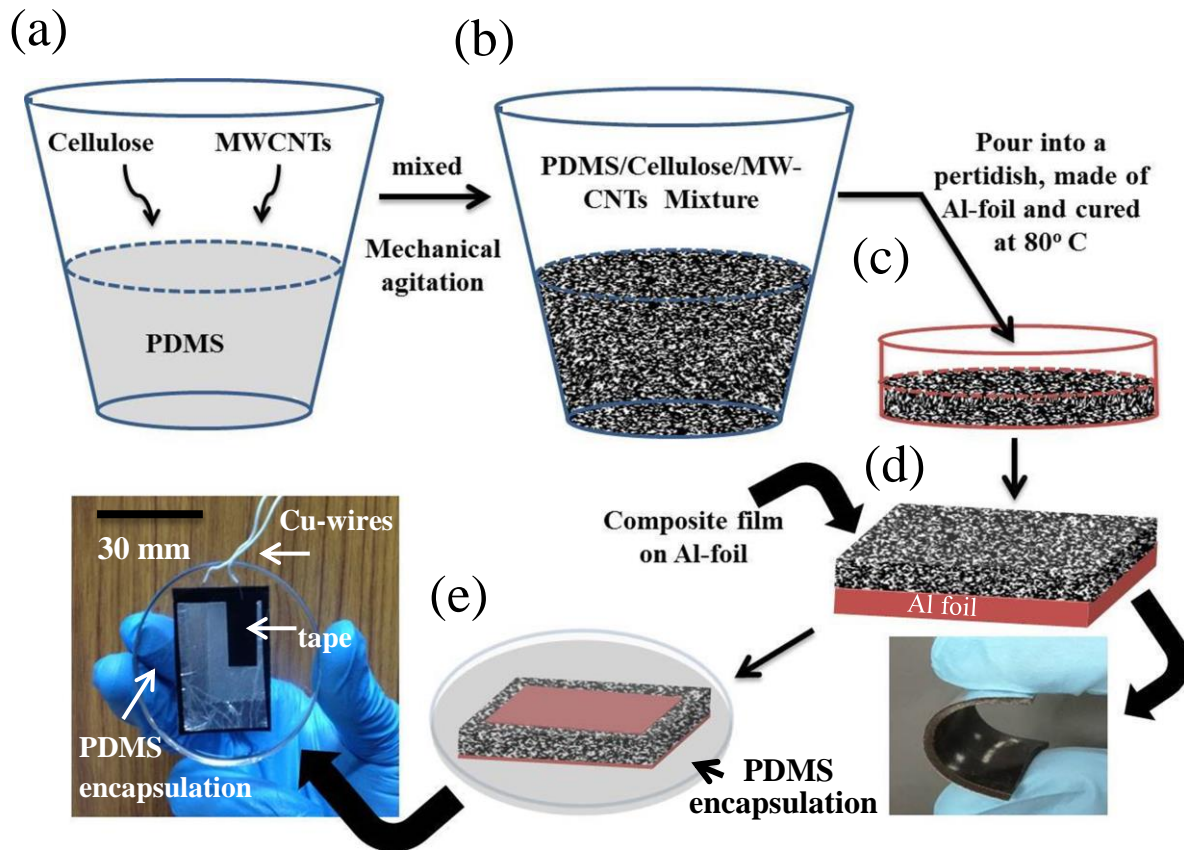 (a)
Cellulose
MWCNTs
PDMS
mixed
Mechanical
agitation
(b)
PDMS/Cellulose/MW-
CNTs Mixture
Pour into a
pertidish, made of
Al-foil and cured
at 80° C
(c)
(d)
Composite film
on Al-foil
Al foil
(e)
PDMS
encapsulation
30 mm
Cu-wires
tape
PDMS
encapsulation